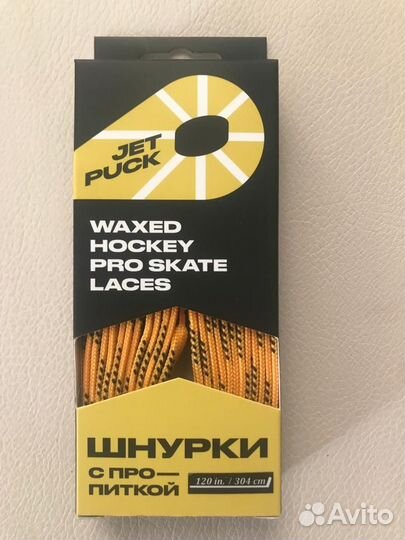 JET
PUCK
WAXED
HOCKEY
PRO SKATE
LACES
ШНУРКИ
С ПРО—
ПИТКОЙ
120 in. / 304 cm
Avito